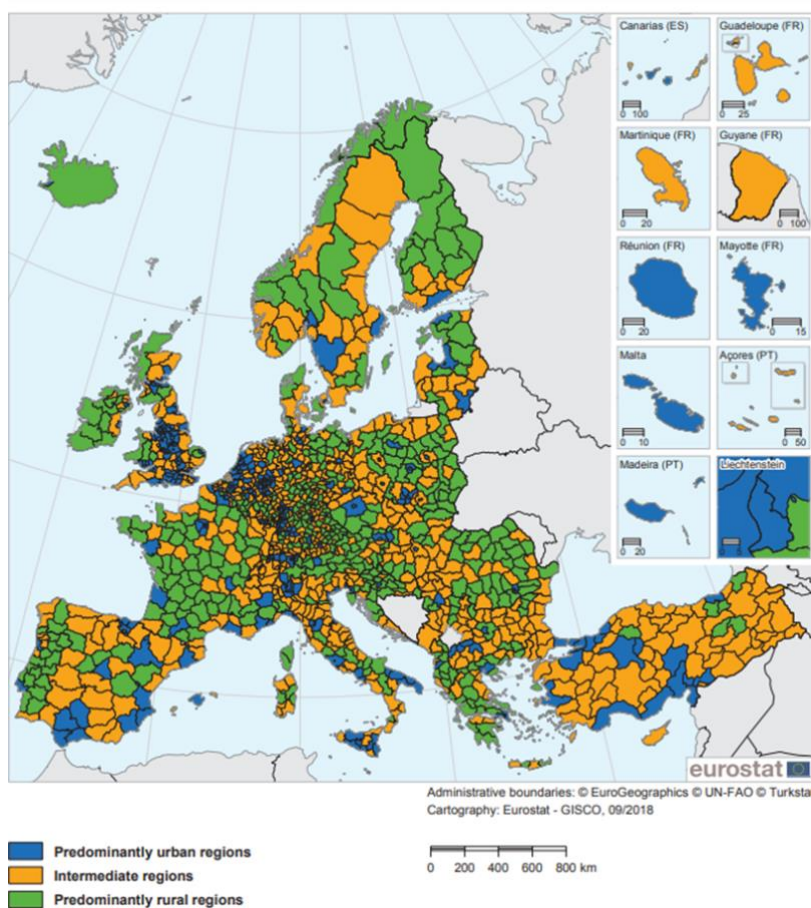 Canarias (ES)
0 100
Guadeloupe (FR)
0 25
Martinique (FR)
0 20
Guyane (FR)
0 100
Réunion (FR)
0 20
Mayotte (FR)
0 15
Malta
0 10
Açores (PT)
0 50
Madeira (PT)
0 20
Liechtenstein
eurostat
Administrative boundaries: © EuroGeographics © UN-FAO © Turksta
Cartography: Eurostat - GISCO, 09/2018
Predominantly urban regions
Intermediate regions
Predominantly rural regions
0 200 400 600 800 km